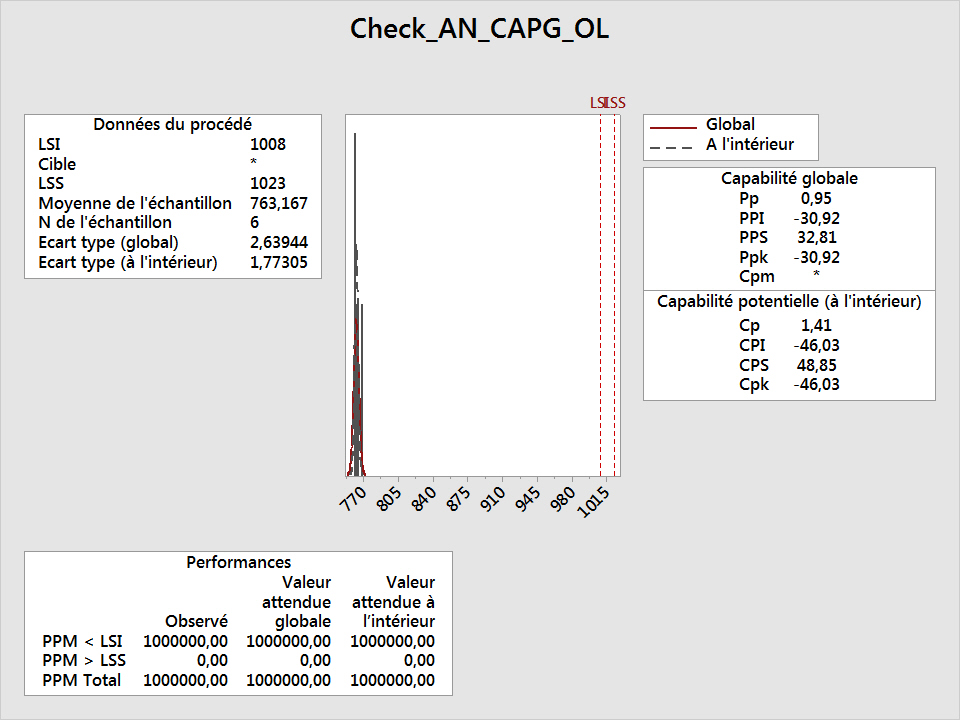 Check_AN_CAPG_OL
LSI LSS
Données du procédé
LSI 1008
Cible *
LSS 1023
Moyenne de l'échantillon 763,167
N de l'échantillon 6
Ecart type (global) 2,63944
Ecart type (à l'intérieur) 1,77305
Global
A l'intérieur
Capabilité globale
Pp 0,95
PPI -30,92
PPS 32,81
Ppk -30,92
Cpm *
Capabilité potentielle (à l'intérieur)
Cp 1,41
CPI -46,03
CPS 48,85
Cpk -46,03
770 805 840 875 910 945 980 1015
Performances
Valeur Valeur
attendue attendue à
Observé globale l'intérieur
PPM < LSI 1000000,00 1000000,00 1000000,00
PPM > LSS 0,00 0,00 0,00
PPM Total 1000000,00 1000000,00 1000000,00